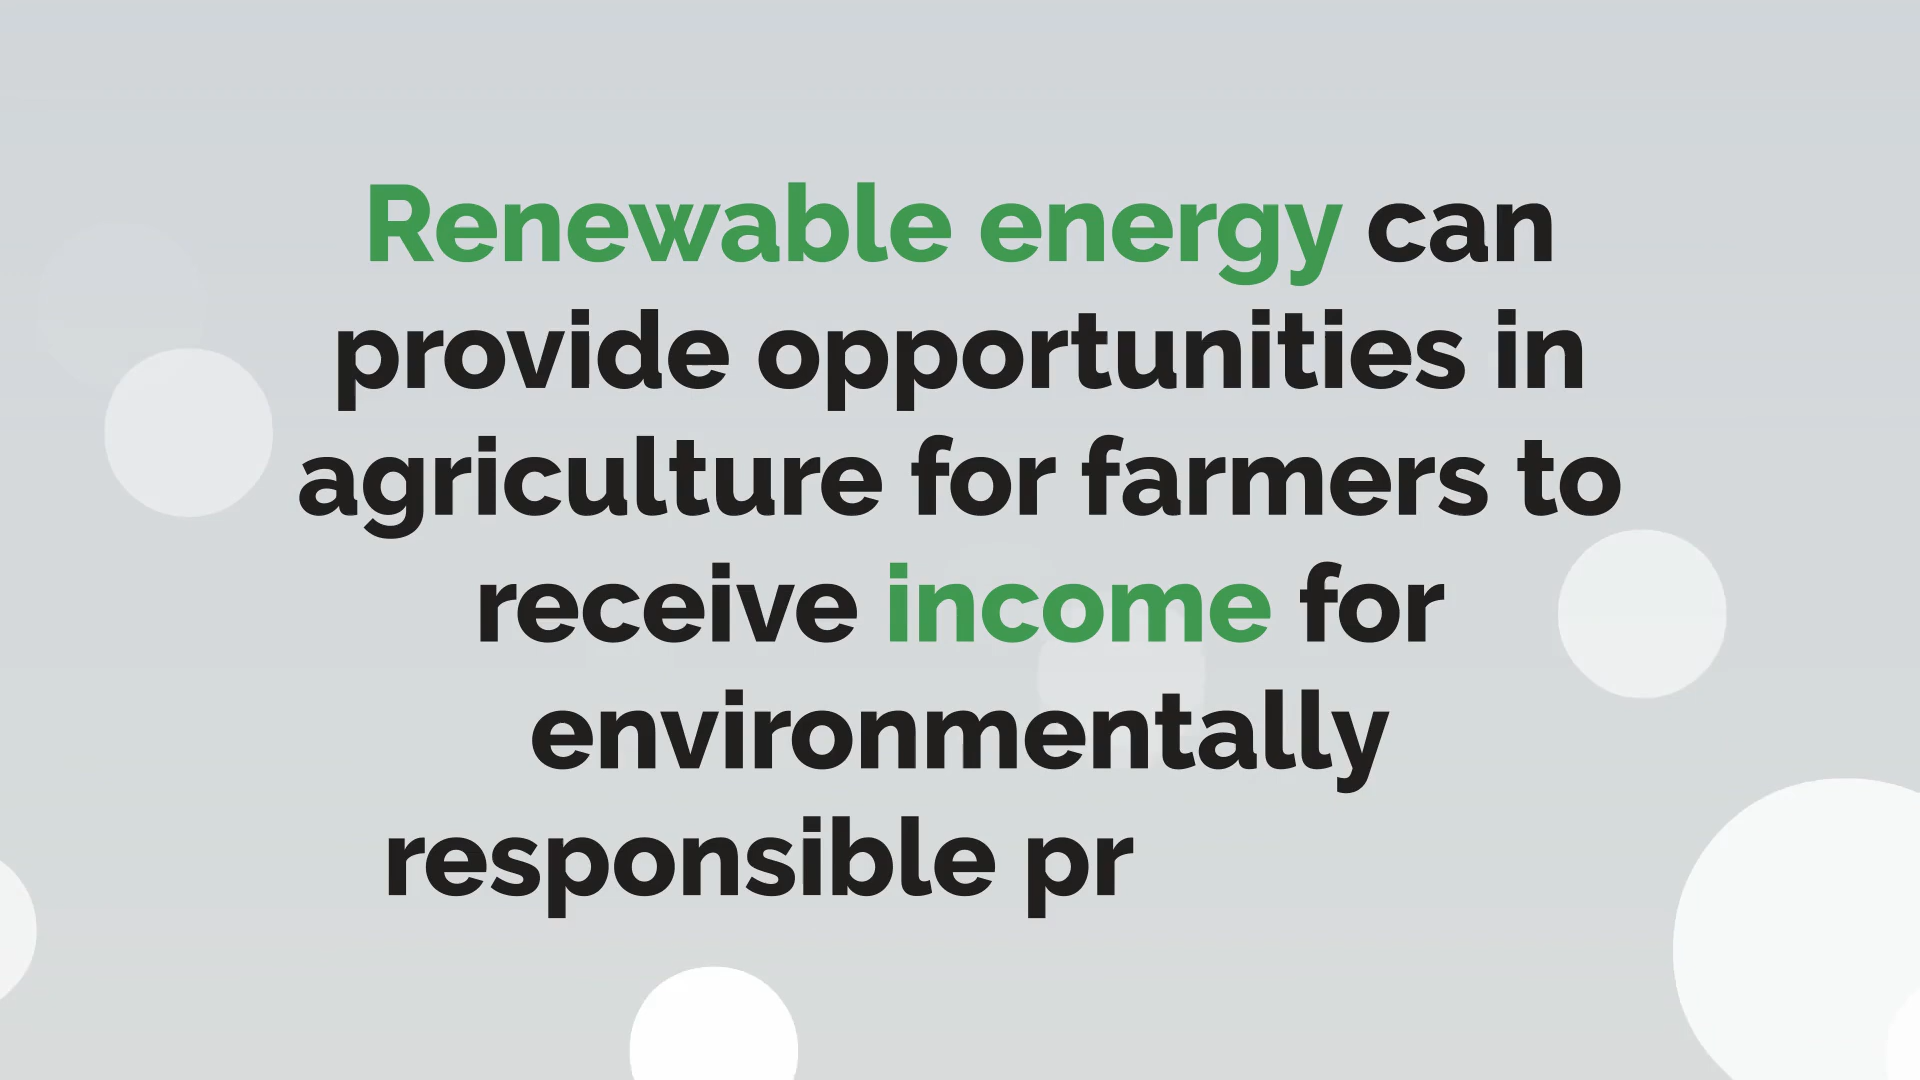 Renewable energy can
provide opportunities in
agriculture for farmers to
receive income for
environmentally
responsible pr